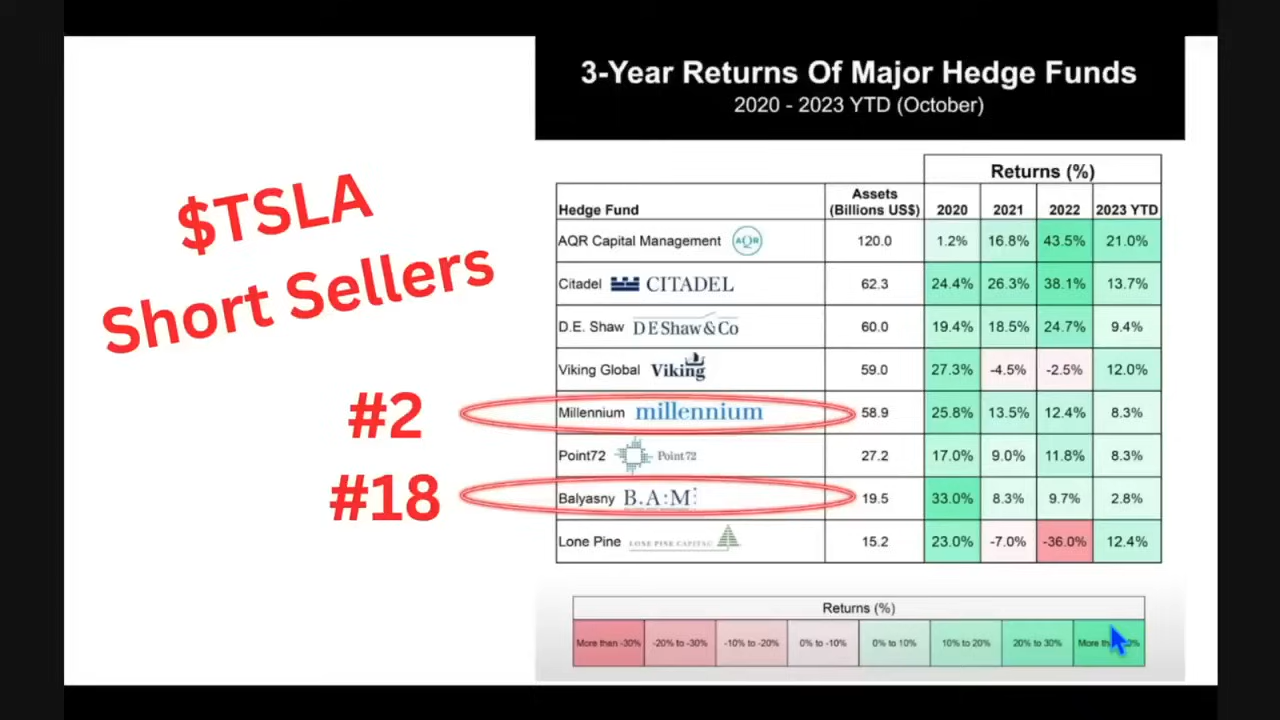 3-Year Returns Of Major Hedge Funds
2020 - 2023 YTD (October)
$TSLA
Short Sellers
#2
#18
Returns (%)
Hedge Fund Assets (Billions US$) 2020 2021 2022 2023 YTD
AQR Capital Management AQR 120.0 1.2% 16.8% 43.5% 21.0%
Citadel CITADEL 62.3 24.4% 26.3% 38.1% 13.7%
D.E. Shaw DEShaw&Co 60.0 19.4% 18.5% 24.7% 9.4%
Viking Global Viking 59.0 27.3% -4.5% -2.5% 12.0%
Millennium millennium 58.9 25.8% 13.5% 12.4% 8.3%
Point72 Point72 27.2 17.0% 9.0% 11.8% 8.3%
Balyasny B.A:M 19.5 33.0% 8.3% 9.7% 2.8%
Lone Pine LONE PINE CAPITAL 15.2 23.0% -7.0% -36.0% 12.4%
Returns (%)
More than -30% -20% to -30% -10% to -20% 0% to -10% 0% to 10% 10% to 20% 20% to 30% More